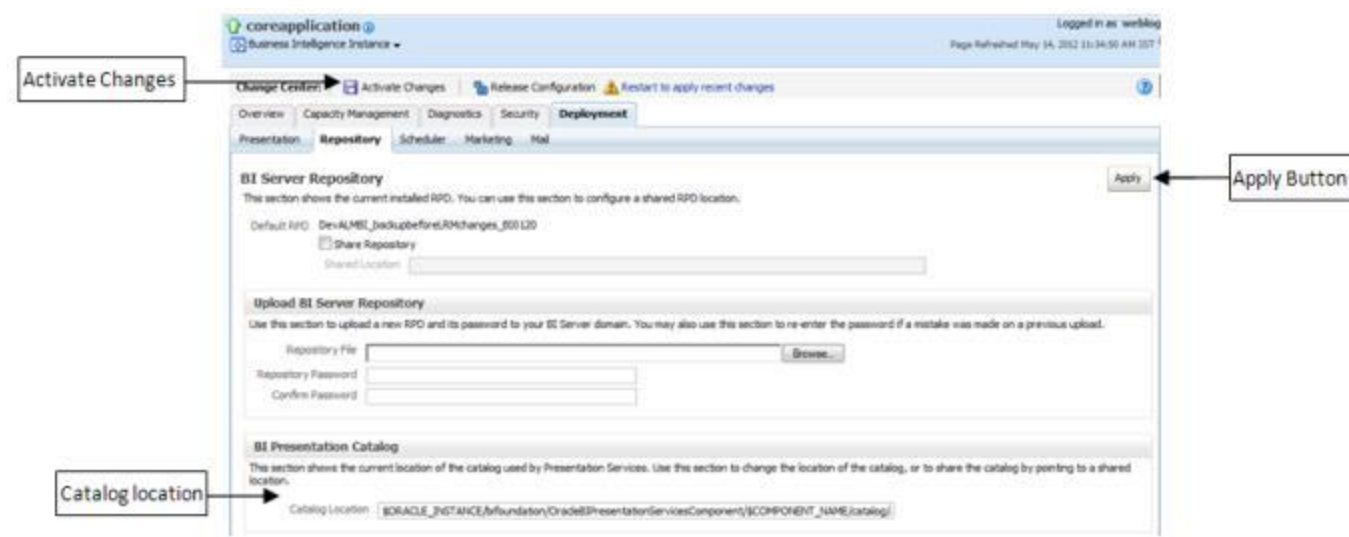 coreapplication
Logged in as weblog
Business Intelligence Instance
Page Refreshed May 14, 2012 11:34:50 AM IST
Activate Changes
Change Center: Activate Changes Release Configuration Restart to apply recent changes
Overview Capacity Management Diagnostics Security Deployment
Presentation Repository Scheduler Marketing Mail
BI Server Repository
Apply
Apply Button
This section shows the current installed RPD. You can use this section to configure a shared RPD location.
Default RPD DevALMBI_backupbeforeLRMchanges_BI0120
Share Repository
Shared Location
Upload BI Server Repository
Use this section to upload a new RPD and its password to your BI Server domain. You may also use this section to re-enter the password if a mistake was made on a previous upload.
Repository File Browse...
Repository Password
Confirm Password
BI Presentation Catalog
This section shows the current location of the catalog used by Presentation Services. Use this section to change the location of the catalog, or to share the catalog by pointing to a shared
location.
Catalog location
Catalog Location $ORACLE_INSTANCE/bifoundation/OracleBIPresentationServicesComponent/$COMPONENT_NAME/catalog/